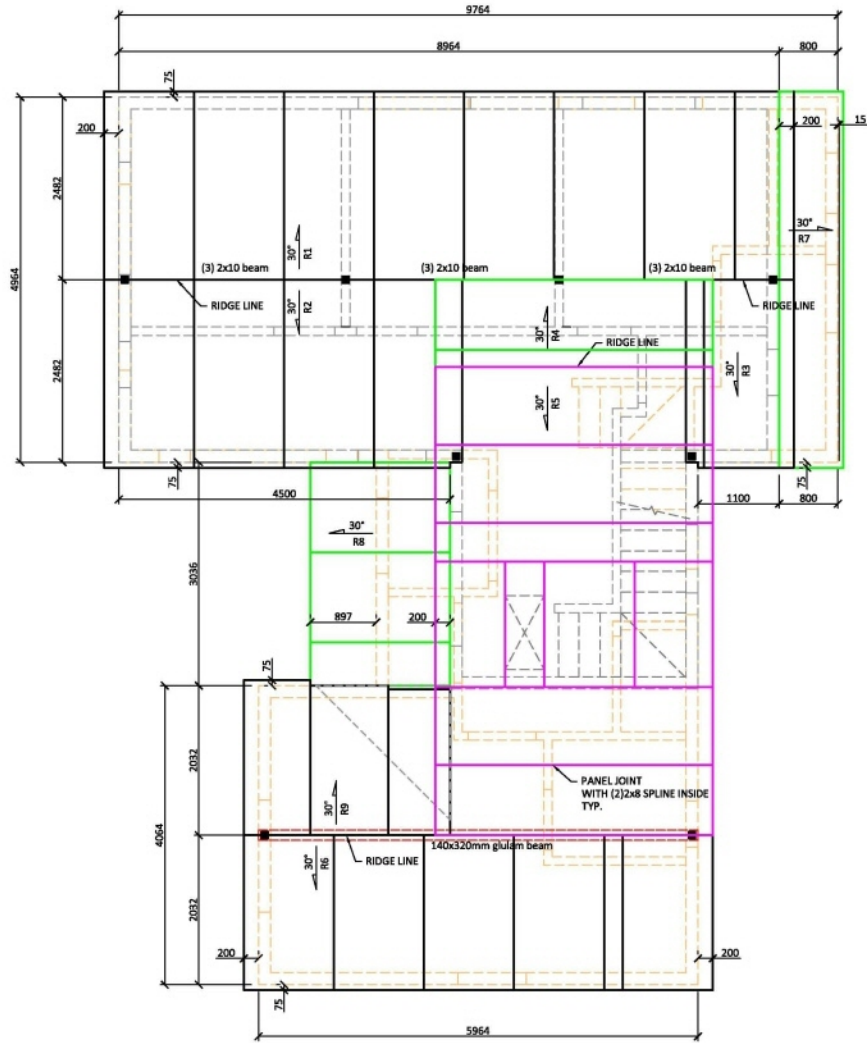 9764
8964 800
75
200
200 15
2482
30° R1
30° R7
4964
(3) 2x10 beam (3) 2x10 beam (3) 2x10 beam
RIDGE LINE
RIDGE LINE
30° R2
30° R4
RIDGE LINE
30° R3
30° R5
2482
75
75
4500
1100 800
30°
R8
3036
897
200
75
2032
30° R9
PANEL JOINT
WITH (2)2x8 SPLINE INSIDE
TYP.
4064
140x320mm glulam beam
RIDGE LINE
30° R6
2032
200
200
75
5964